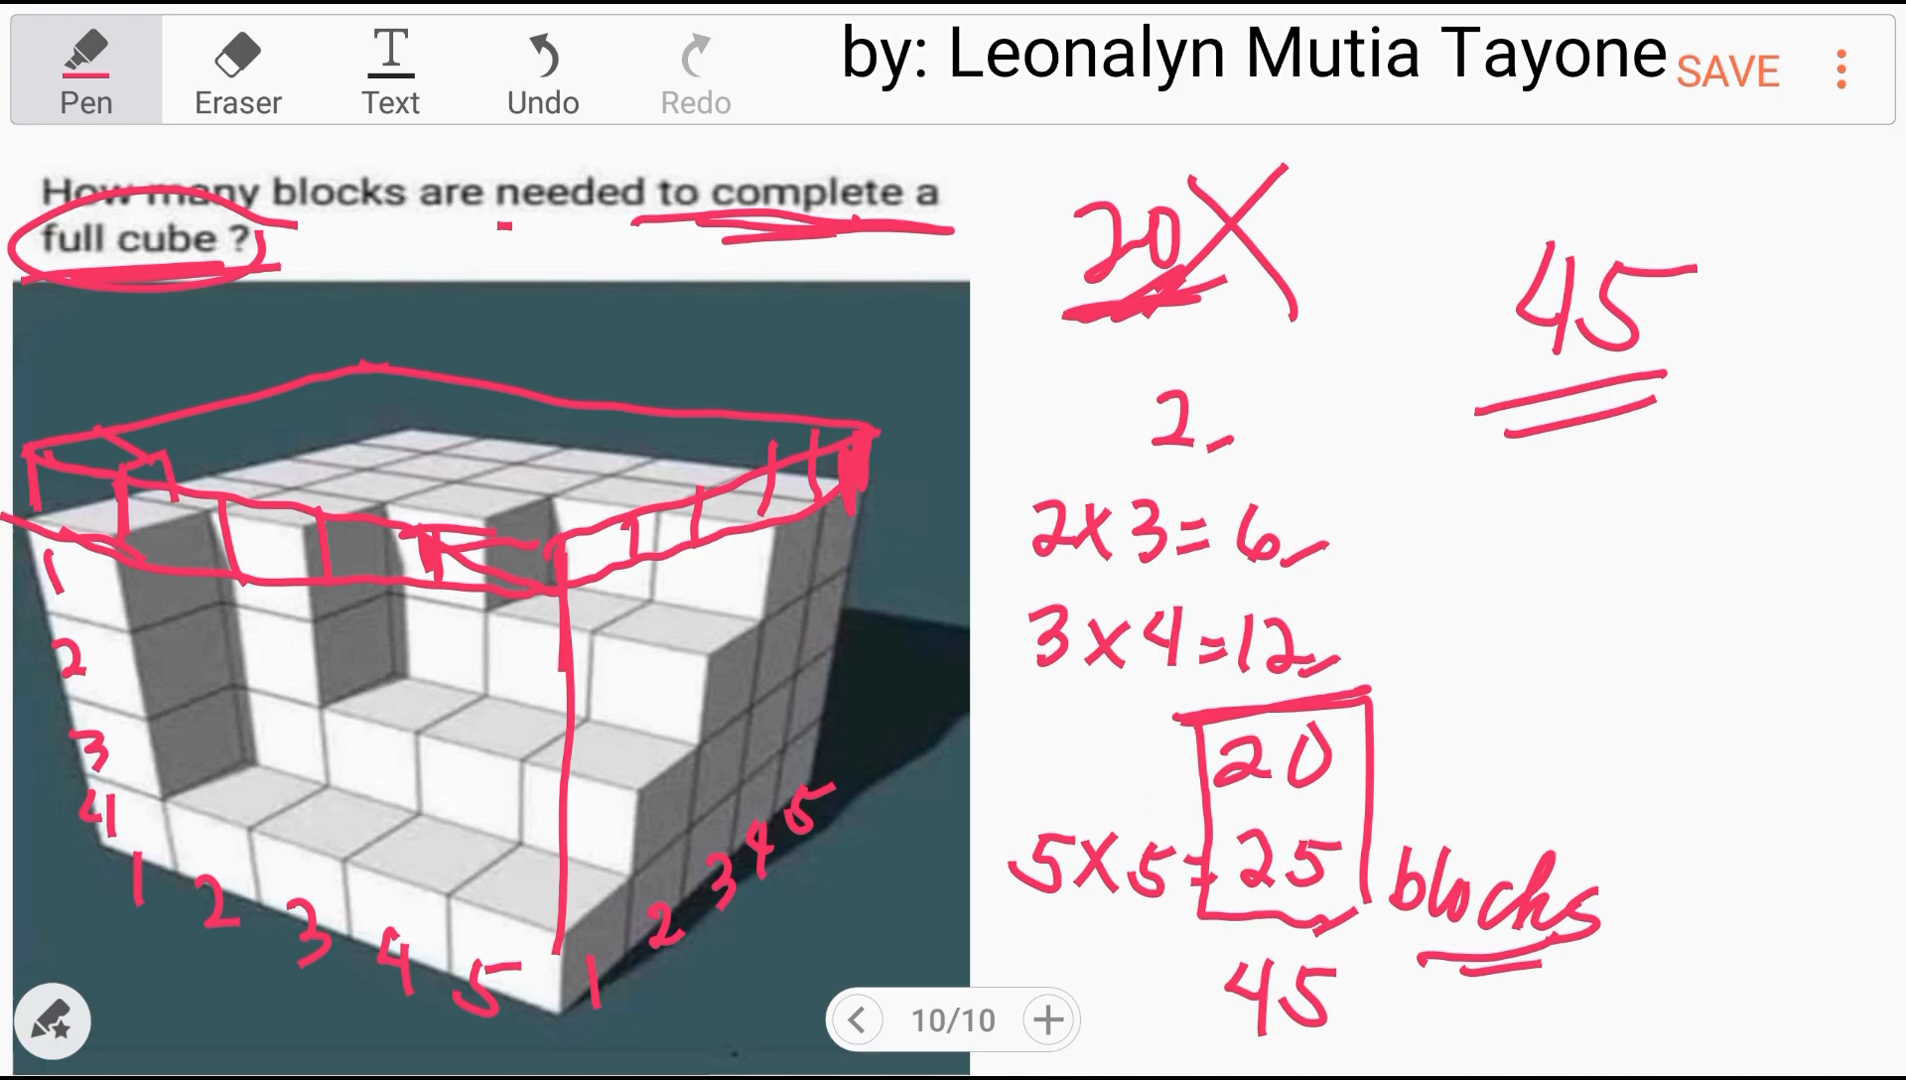 by: Leonalyn Mutia Tayone
Pen
Eraser
Text
Undo
Redo
SAVE
How many blocks are needed to complete a
full cube ?
20
45
2
2x3=6
3x4=12
20
5x5=25 blocks
45
1
2
3
4
1 2 3 4 5
1 2 3 4 5
10/10